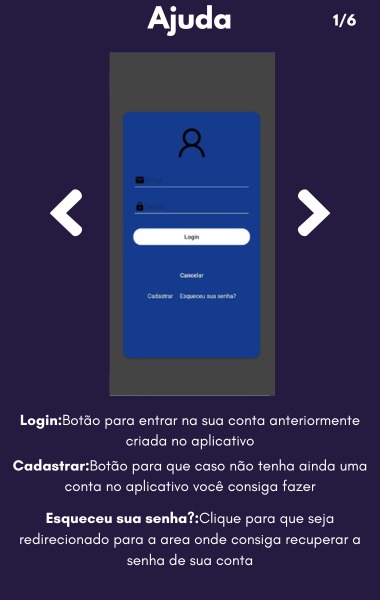 Ajuda
1/6
Login
Cancelar
Cadastrar Esqueceu sua senha?
Login:Botão para entrar na sua conta anteriormente
criada no aplicativo
Cadastrar:Botão para que caso não tenha ainda uma
conta no aplicativo você consiga fazer
Esqueceu sua senha?:Clique para que seja
redirecionado para a area onde consiga recuperar a
senha de sua conta